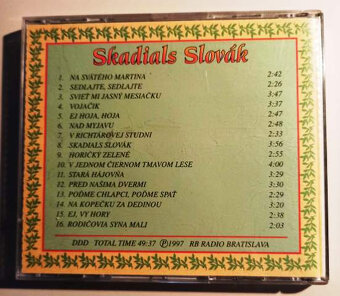 Skadials Slovák
1. NA SVÄTÉHO MARTINA 2:42
2. SEDLAJTE, SEDLAJTE 2:26
3. SVIEŤ MI JASNÝ MESIAČKU 3:47
4. VOJAČIK 3:37
5. EJ HOJA, HOJA 2:47
6. NAD MYJAVU 2:48
7. V RICHTÁROVEJ STUDNI 2:33
8. SKADIALS SLOVÁK 3:56
9. HORIČKY ZELENÉ 2:55
10. V JEDNOM ČIERNOM TMAVOM LESE 4:00
11. STARÁ HÁJOVŇA 3:29
12. PRED NAŠIMA DVERMI 3:30
13. POĎME CHLAPCI, POĎME SPAŤ 2:29
14. NA KOPEČKU ZA DEDINOU 3:20
15. EJ, VY HORY 2:38
16. RODIČOVIA SYNA MALI 2:03
DDD TOTAL TIME 49:37 Ⓟ1997 RB RADIO BRATISLAVA